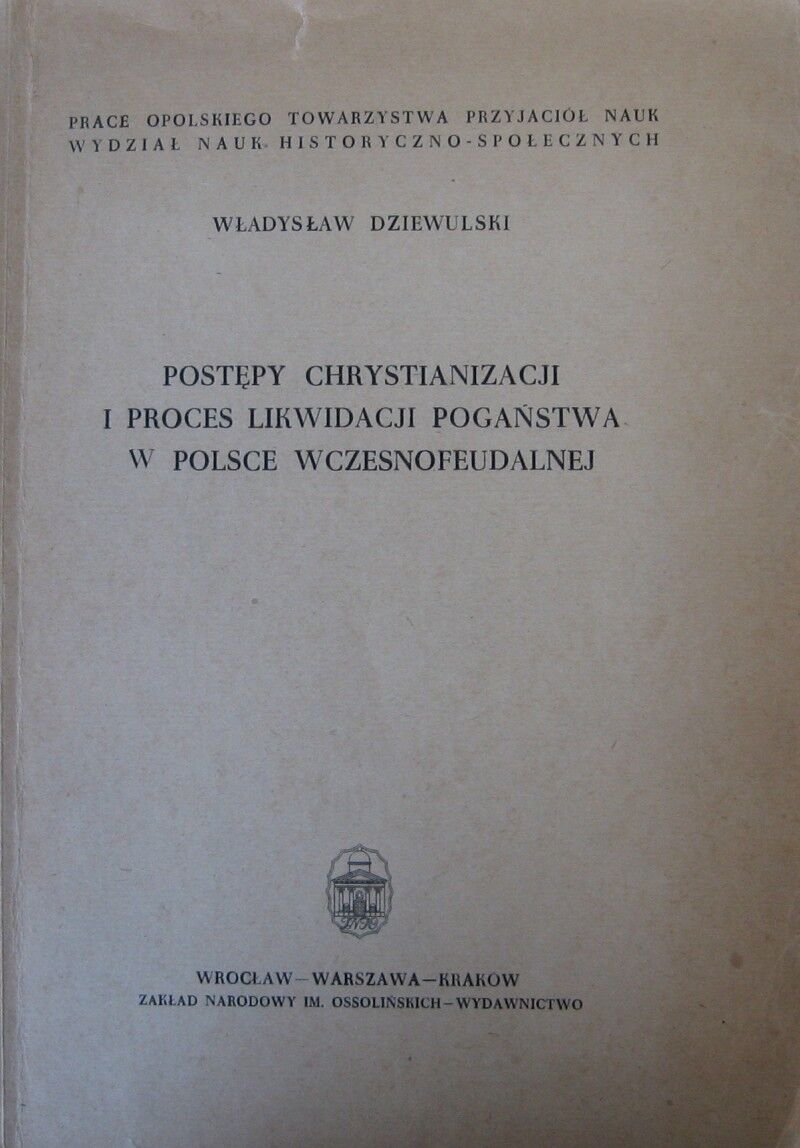 PRACE OPOLSKIEGO TOWARZYSTWA PRZYJACIÓŁ NAUK
WYDZIAŁ NAUK HISTORYCZNO-SPOŁECZNYCH
WŁADYSŁAW DZIEWULSKI
POSTĘPY CHRYSTIANIZACJI
I PROCES LIKWIDACJI POGAŃSTWA
W POLSCE WCZESNOFEUDALNEJ
WROCŁAW—WARSZAWA—KRAKÓW
ZAKŁAD NARODOWY IM. OSSOLIŃSKICH—WYDAWNICTWO